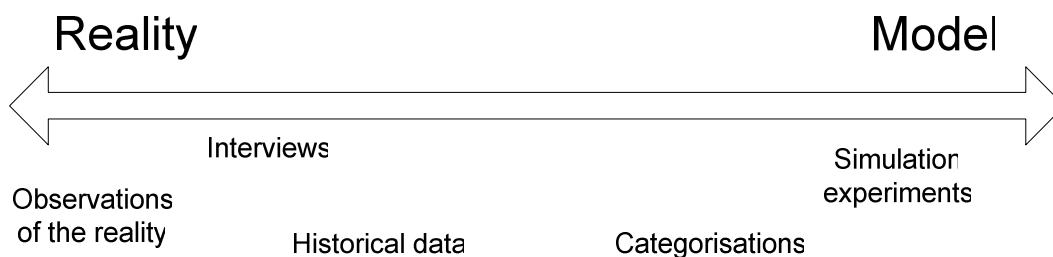 Reality
Model
Interviews
Simulation
experiments
Observations
of the reality
Historical data
Categorisations